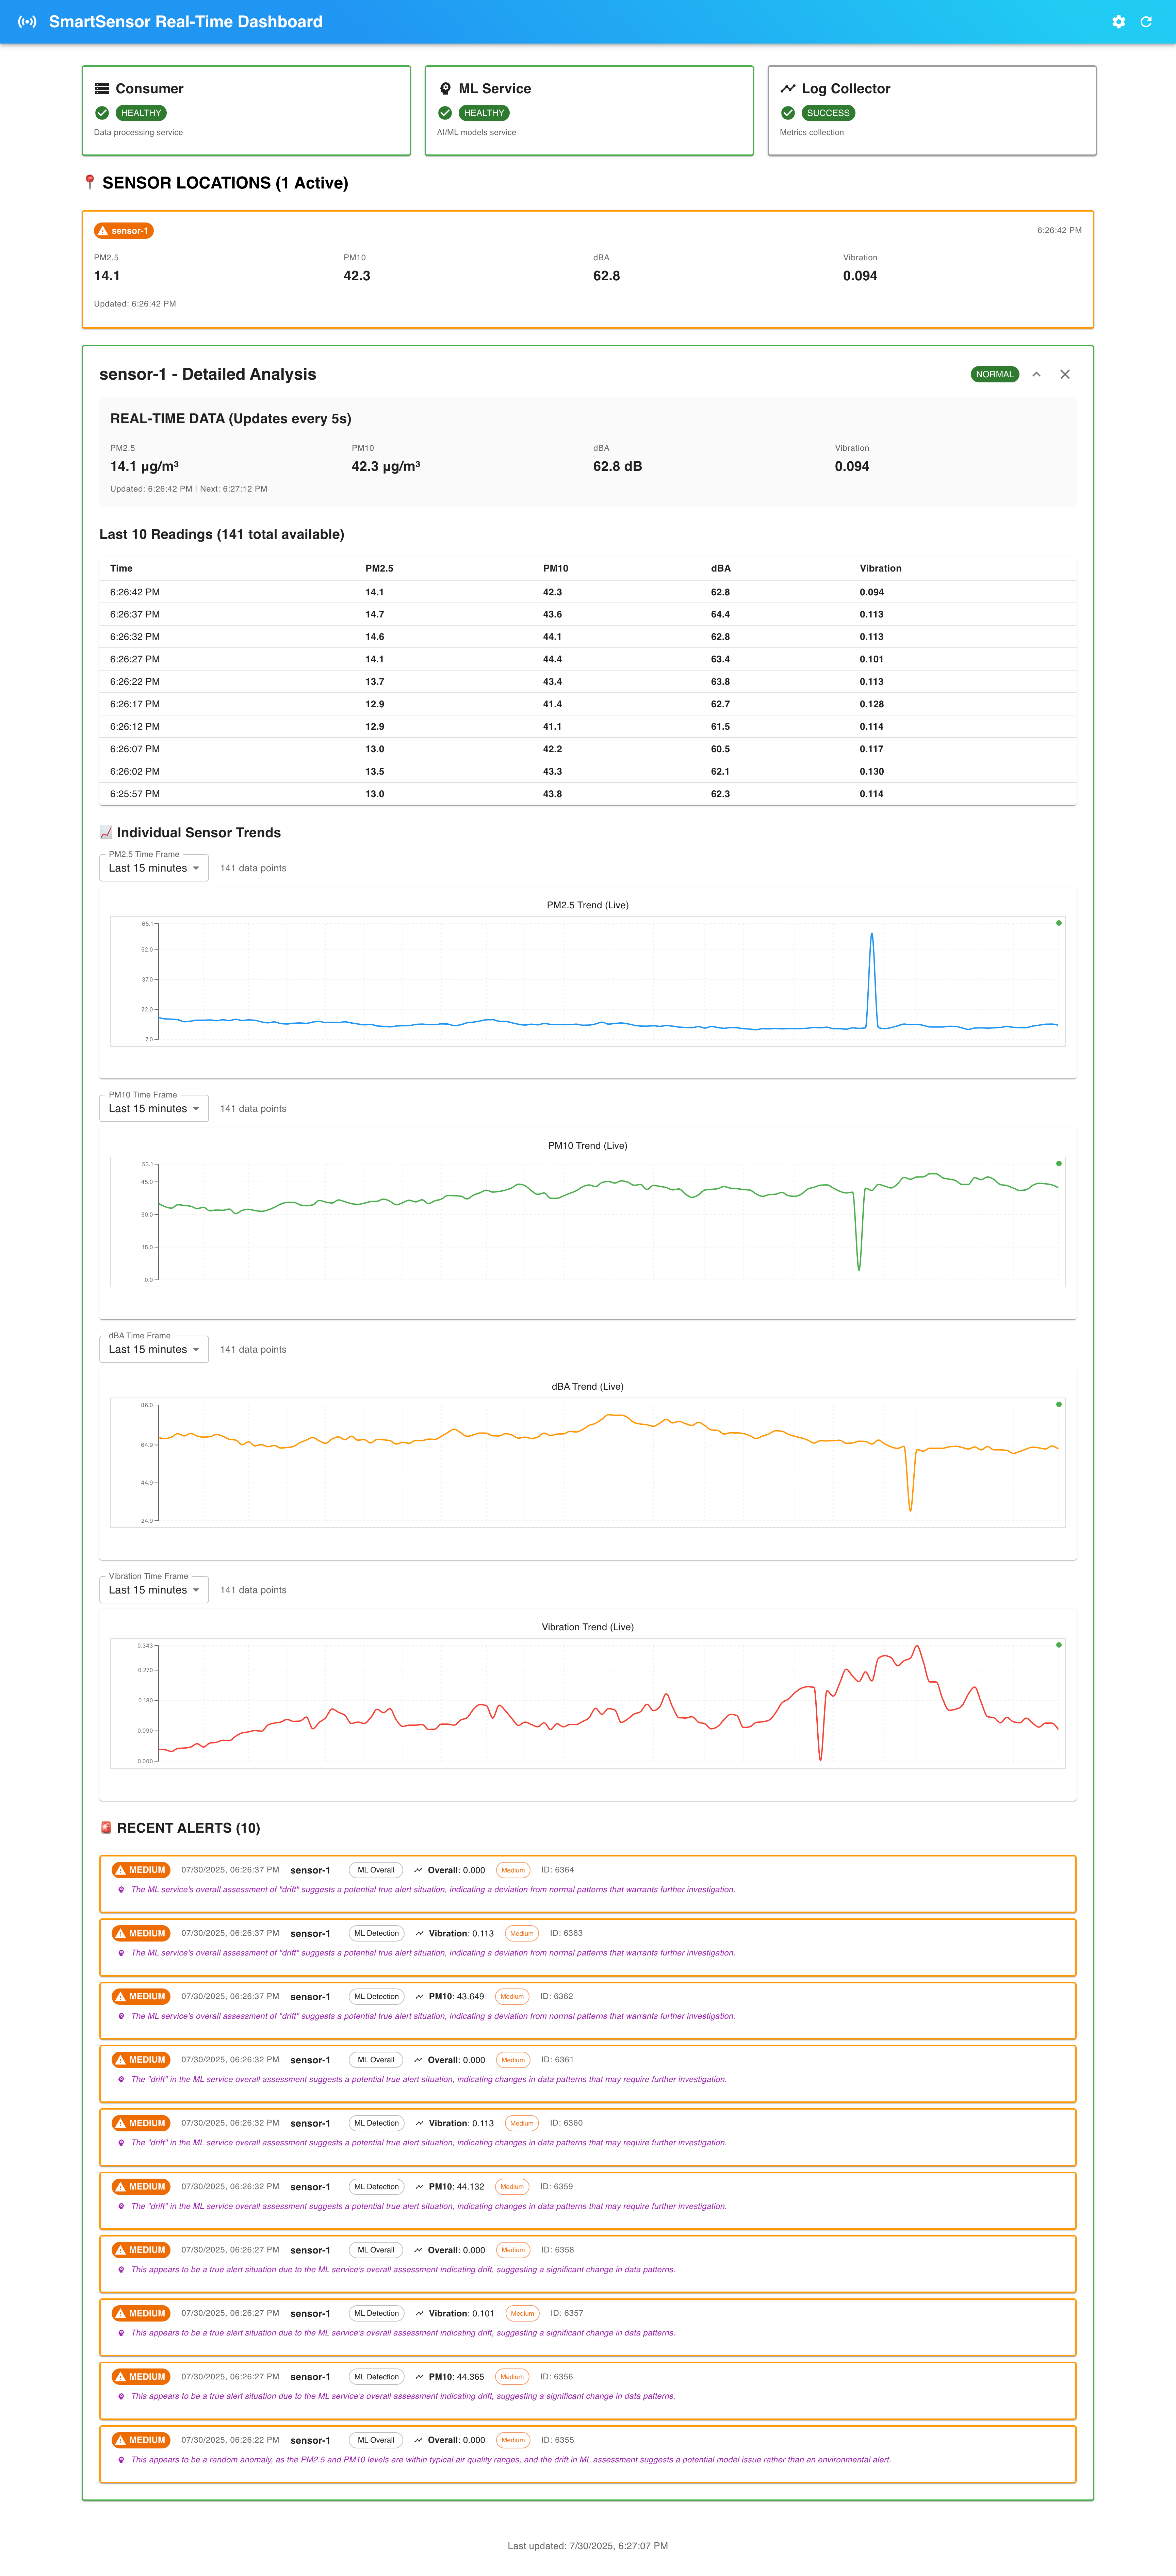 SmartSensor Real-Time Dashboard
Consumer
HEALTHY
Data processing service
ML Service
HEALTHY
AI/ML models service
Log Collector
SUCCESS
Metrics collection
SENSOR LOCATIONS (1 Active)
sensor-1 6:26:42 PM
PM2.5 PM10 dBA Vibration
14.1 42.3 62.8 0.094
Updated: 6:26:42 PM
sensor-1 - Detailed Analysis NORMAL
REAL-TIME DATA (Updates every 5s)
PM2.5 PM10 dBA Vibration
14.1 µg/m³ 42.3 µg/m³ 62.8 dB 0.094
Updated: 6:26:42 PM | Next: 6:27:12 PM
Last 10 Readings (141 total available)
Time PM2.5 PM10 dBA Vibration
6:26:42 PM 14.1 42.3 62.8 0.094
6:26:37 PM 14.7 43.6 64.4 0.113
6:26:32 PM 14.6 44.1 62.8 0.113
6:26:27 PM 14.1 44.4 63.4 0.101
6:26:22 PM 13.7 43.4 63.8 0.113
6:26:17 PM 12.9 41.4 62.7 0.128
6:26:12 PM 12.9 41.1 61.5 0.114
6:26:07 PM 13.0 42.2 60.5 0.117
6:26:02 PM 13.5 43.3 62.1 0.130
6:25:57 PM 13.0 43.8 62.3 0.114
Individual Sensor Trends
PM2.5 Time Frame
Last 15 minutes 141 data points
PM2.5 Trend (Live)
65.1
52.0
37.0
22.0
7.0
PM10 Time Frame
Last 15 minutes 141 data points
PM10 Trend (Live)
53.1
45.0
30.0
15.0
0.0
dBA Time Frame
Last 15 minutes 141 data points
dBA Trend (Live)
86.0
64.9
44.9
24.9
Vibration Time Frame
Last 15 minutes 141 data points
Vibration Trend (Live)
0.343
0.270
0.180
0.090
0.000
RECENT ALERTS (10)
MEDIUM 07/30/2025, 06:26:37 PM sensor-1 ML Overall Overall: 0.000 Medium ID: 6364
The ML service's overall assessment of "drift" suggests a potential true alert situation, indicating a deviation from normal patterns that warrants further investigation.
MEDIUM 07/30/2025, 06:26:37 PM sensor-1 ML Detection Vibration: 0.113 Medium ID: 6363
The ML service's overall assessment of "drift" suggests a potential true alert situation, indicating a deviation from normal patterns that warrants further investigation.
MEDIUM 07/30/2025, 06:26:37 PM sensor-1 ML Detection PM10: 43.649 Medium ID: 6362
The ML service's overall assessment of "drift" suggests a potential true alert situation, indicating a deviation from normal patterns that warrants further investigation.
MEDIUM 07/30/2025, 06:26:32 PM sensor-1 ML Overall Overall: 0.000 Medium ID: 6361
The "drift" in the ML service overall assessment suggests a potential true alert situation, indicating changes in data patterns that may require further investigation.
MEDIUM 07/30/2025, 06:26:32 PM sensor-1 ML Detection Vibration: 0.113 Medium ID: 6360
The "drift" in the ML service overall assessment suggests a potential true alert situation, indicating changes in data patterns that may require further investigation.
MEDIUM 07/30/2025, 06:26:32 PM sensor-1 ML Detection PM10: 44.132 Medium ID: 6359
The "drift" in the ML service overall assessment suggests a potential true alert situation, indicating changes in data patterns that may require further investigation.
MEDIUM 07/30/2025, 06:26:27 PM sensor-1 ML Overall Overall: 0.000 Medium ID: 6358
This appears to be a true alert situation due to the ML service's overall assessment indicating drift, suggesting a significant change in data patterns.
MEDIUM 07/30/2025, 06:26:27 PM sensor-1 ML Detection Vibration: 0.101 Medium ID: 6357
This appears to be a true alert situation due to the ML service's overall assessment indicating drift, suggesting a significant change in data patterns.
MEDIUM 07/30/2025, 06:26:27 PM sensor-1 ML Detection PM10: 44.365 Medium ID: 6356
This appears to be a true alert situation due to the ML service's overall assessment indicating drift, suggesting a significant change in data patterns.
MEDIUM 07/30/2025, 06:26:22 PM sensor-1 ML Overall Overall: 0.000 Medium ID: 6355
This appears to be a random anomaly, as the PM2.5 and PM10 levels are within typical air quality ranges, and the drift in ML assessment suggests a potential model issue rather than an environmental alert.
Last updated: 7/30/2025, 6:27:07 PM